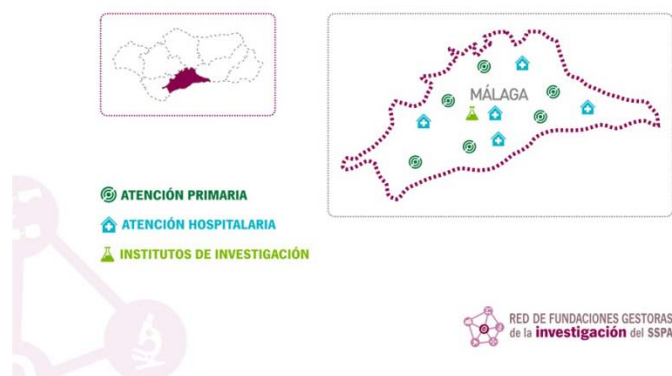 MÁLAGA
ATENCIÓN PRIMARIA
ATENCIÓN HOSPITALARIA
INSTITUTOS DE INVESTIGACIÓN
RED DE FUNDACIONES GESTORAS
de la investigación del SSPA